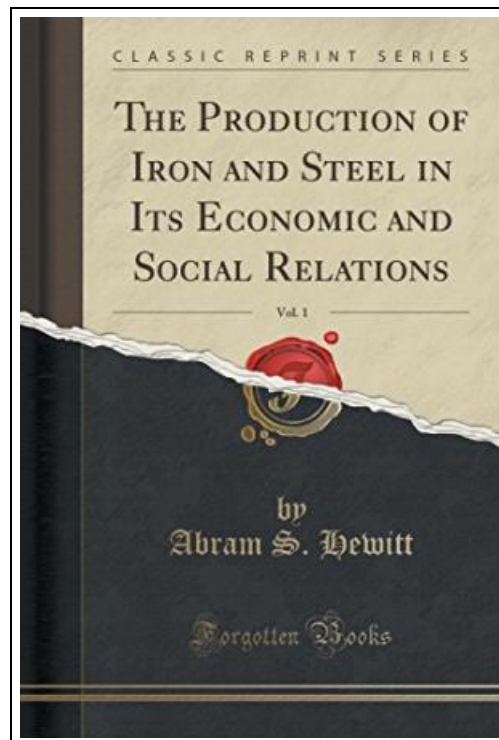 CLASSIC REPRINT SERIES
THE PRODUCTION OF
IRON AND STEEL IN
ITS ECONOMIC AND
SOCIAL RELATIONS
Vol. 1
by
Abram S. Hewitt
Forgotten Books